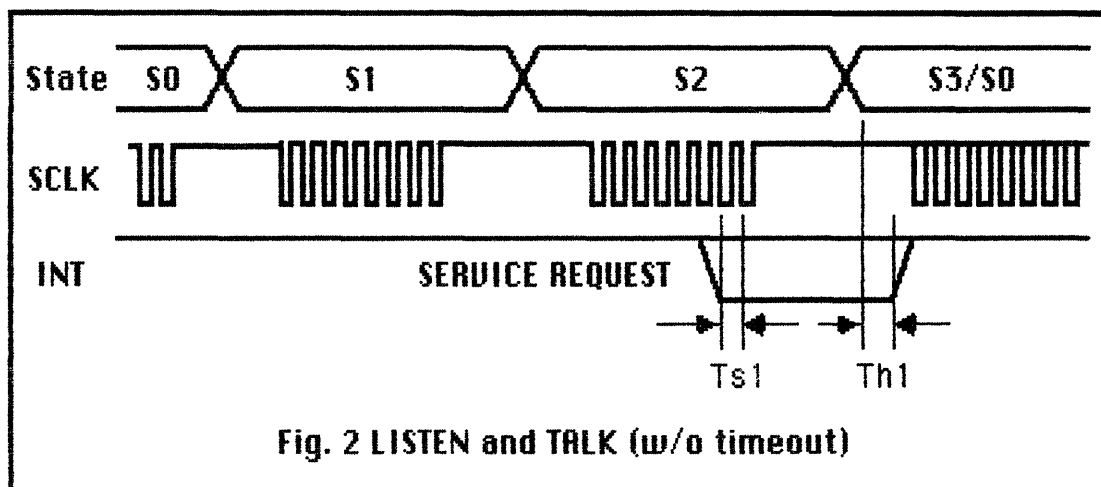 State S0 S1 S2 S3/S0
SCLK
INT SERVICE REQUEST
Ts1 Th1
Fig. 2 LISTEN and TALK (w/o timeout)